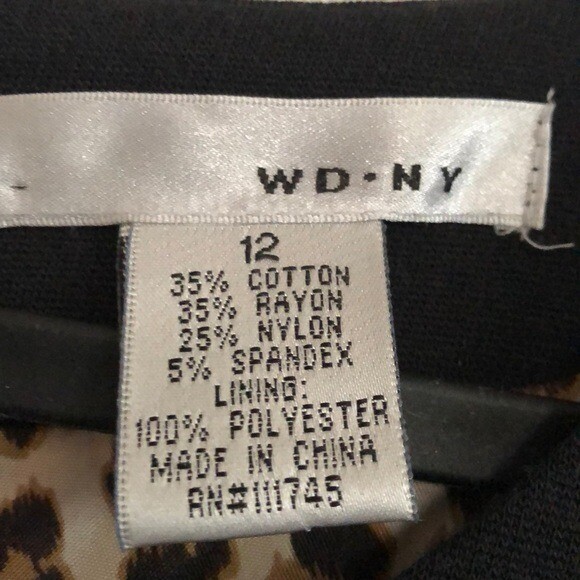 WD•NY
12
35% COTTON
35% RAYON
25% NYLON
5% SPANDEX
LINING:
100% POLYESTER
MADE IN CHINA
RN#111745